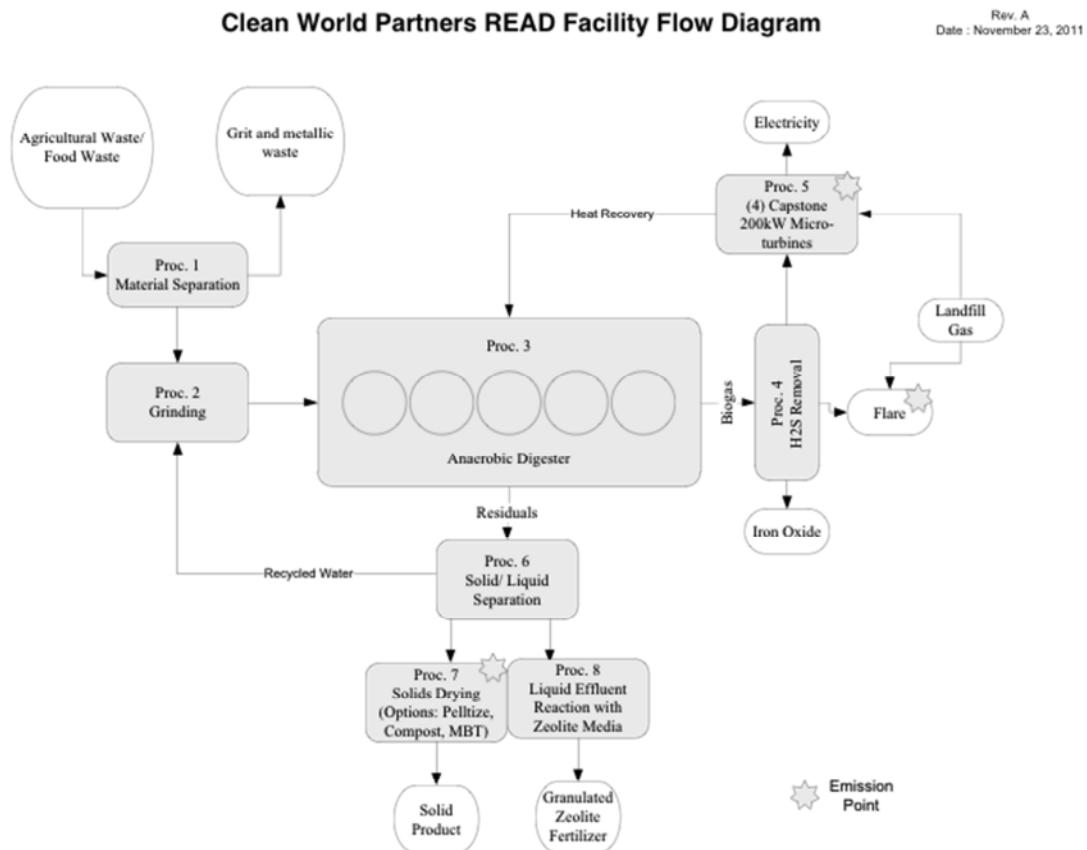 Clean World Partners READ Facility Flow Diagram
Rev. A
Date : November 23, 2011
Agricultural Waste/
Food Waste
Grit and metallic
waste
Electricity
Proc. 5
(4) Capstone
200kW Micro-
turbines
Heat Recovery
Proc. 1
Material Separation
Landfill
Gas
Proc. 3
Proc. 2
Grinding
Biogas
Proc. 4
H2S Removal
Flare
Anaerobic Digester
Residuals
Iron Oxide
Proc. 6
Solid/ Liquid
Separation
Recycled Water
Proc. 7
Solids Drying
(Options: Pelltize,
Compost, MBT)
Proc. 8
Liquid Effluent
Reaction with
Zeolite Media
Solid
Product
Granulated
Zeolite
Fertilizer
Emission
Point